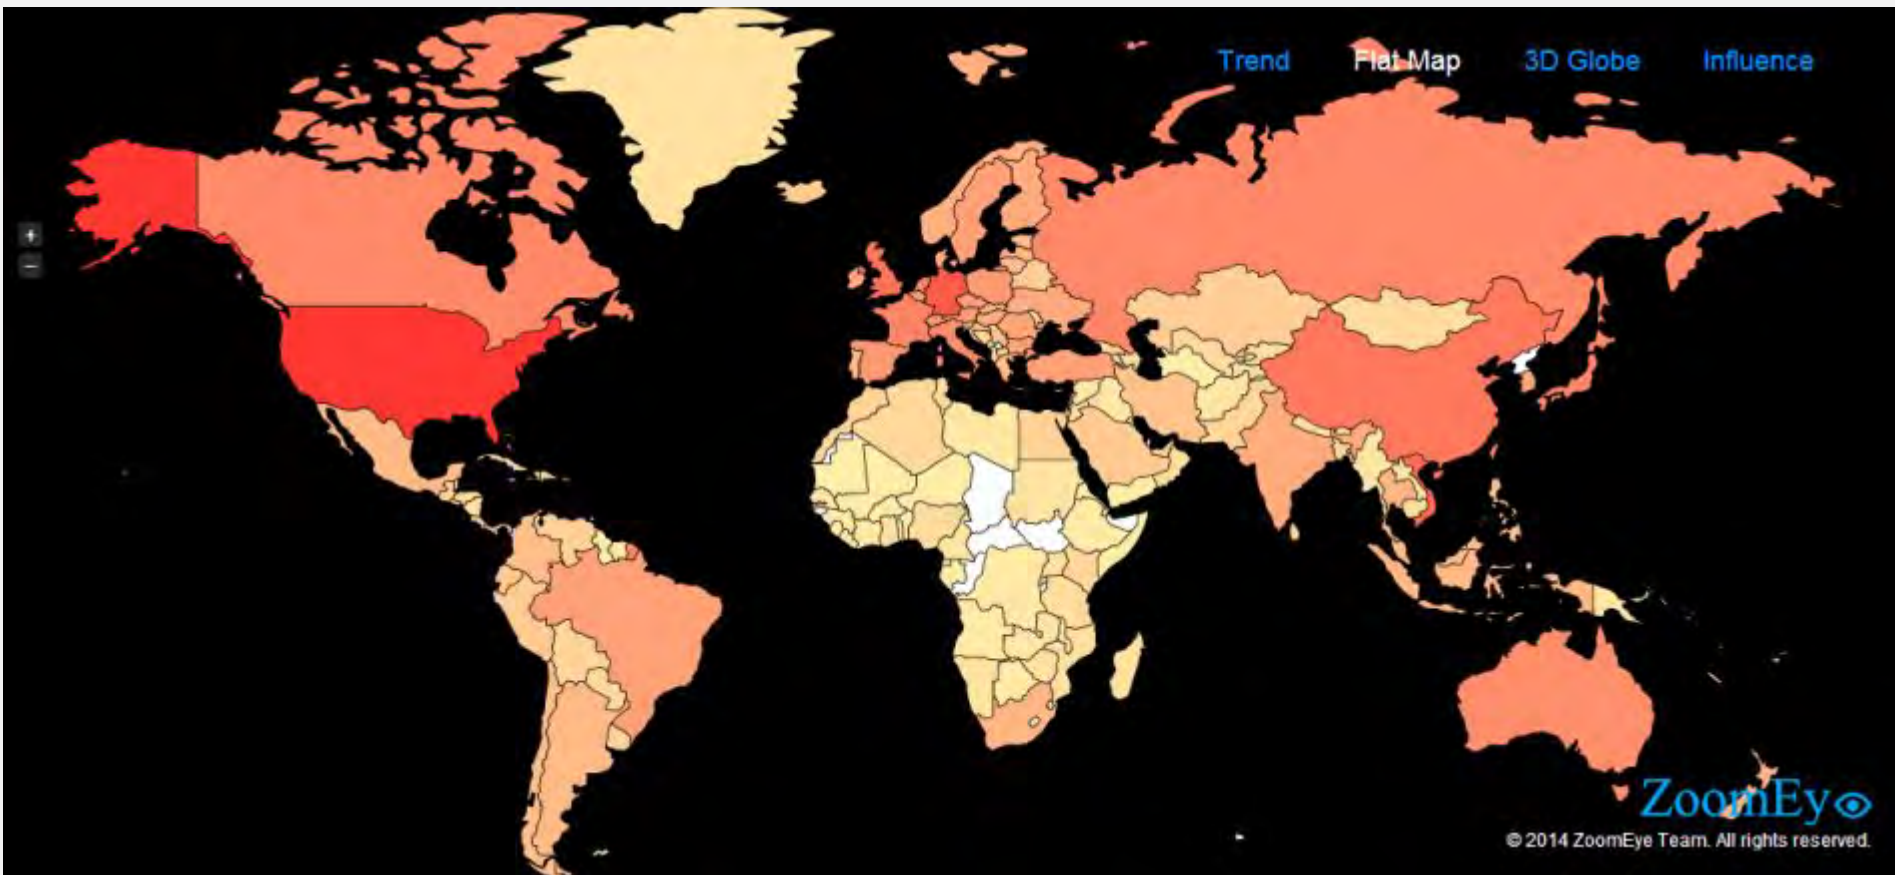 Trend Flat Map 3D Globe Influence
+
−
ZoomEye
© 2014 ZoomEye Team. All rights reserved.